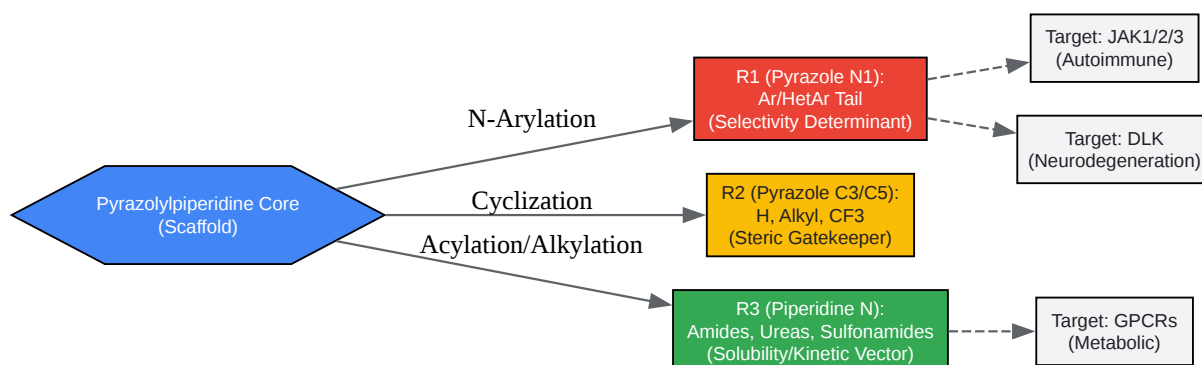 Pyrazolylpiperidine Core
(Scaffold)
N-Arylation
Cyclization
Acylation/Alkylation
R1 (Pyrazole N1):
Ar/HetAr Tail
(Selectivity Determinant)
R2 (Pyrazole C3/C5):
H, Alkyl, CF3
(Steric Gatekeeper)
R3 (Piperidine N):
Amides, Ureas, Sulfonamides
(Solubility/Kinetic Vector)
Target: JAK1/2/3
(Autoimmune)
Target: DLK
(Neurodegeneration)
Target: GPCRs
(Metabolic)